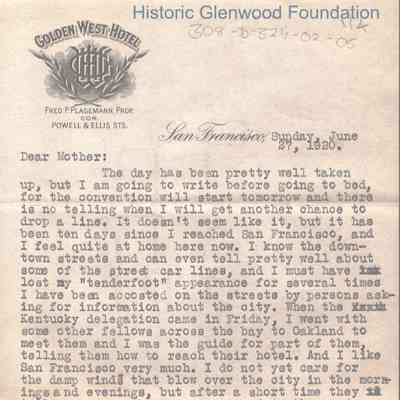 Historic Glenwood Foundation
GOLDEN WEST HOTEL
FRED P. PLAGEMANN, PROP.
COR.
POWELL & ELLIS STS.
San Francisco, Sunday, June
27, 1920.
Dear Mother:
The day has been pretty well taken
up, but I am going to write before going to bed,
for the convention will start tomorrow and there
is no telling when I will get another chance to
drop a line. It doesn't seem like it, but it has
been ten days since I reached San Francisco, and
I feel quite at home here now. I know the down-
town streets and can even tell pretty well about
some of the street car lines, and I must have
lost my "tenderfoot" appearance for several times
I have been accosted on the streets by persons ask-
ing for information about the city. When the
Kentucky delegation came in Friday, I went with
some other fellows across the bay to Oakland to
meet them and I was the guide for part of them,
telling them how to reach their hotel. And I like
San Francisco very much. I do not yet care for
the damp wind that blow over the city in the morn-
ings and evenings, but after a short time they